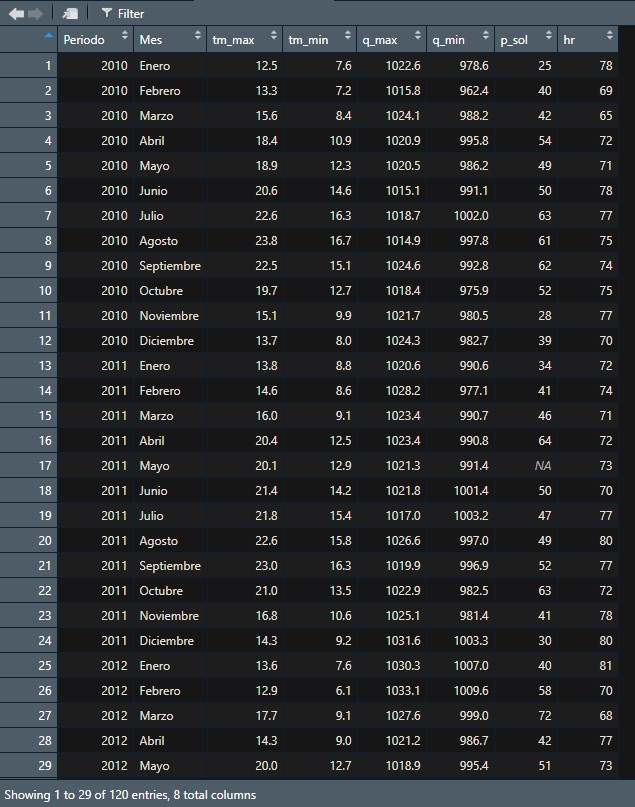 Filter
Periodo Mes tm_max tm_min q_max q_min p_sol hr
1 2010 Enero 12.5 7.6 1022.6 978.6 25 78
2 2010 Febrero 13.3 7.2 1015.8 962.4 40 69
3 2010 Marzo 15.6 8.4 1024.1 988.2 42 65
4 2010 Abril 18.4 10.9 1020.9 995.8 54 72
5 2010 Mayo 18.9 12.3 1020.5 986.2 49 71
6 2010 Junio 20.6 14.6 1015.1 991.1 50 78
7 2010 Julio 22.6 16.3 1018.7 1002.0 63 77
8 2010 Agosto 23.8 16.7 1014.9 997.8 61 75
9 2010 Septiembre 22.5 15.1 1024.6 992.8 62 74
10 2010 Octubre 19.7 12.7 1018.4 975.9 52 75
11 2010 Noviembre 15.1 9.9 1021.7 980.5 28 77
12 2010 Diciembre 13.7 8.0 1024.3 982.7 39 70
13 2011 Enero 13.8 8.8 1020.6 990.6 34 72
14 2011 Febrero 14.6 8.6 1028.2 977.1 41 74
15 2011 Marzo 16.0 9.1 1023.4 990.7 46 71
16 2011 Abril 20.4 12.5 1023.4 990.8 64 72
17 2011 Mayo 20.1 12.9 1021.3 991.4 NA 73
18 2011 Junio 21.4 14.2 1021.8 1001.4 50 70
19 2011 Julio 21.8 15.4 1017.0 1003.2 47 77
20 2011 Agosto 22.6 15.8 1026.6 997.0 49 80
21 2011 Septiembre 23.0 16.3 1019.9 996.9 52 77
22 2011 Octubre 21.0 13.5 1022.9 982.5 63 72
23 2011 Noviembre 16.8 10.6 1025.1 981.4 41 78
24 2011 Diciembre 14.3 9.2 1031.6 1003.3 30 80
25 2012 Enero 13.6 7.6 1030.3 1007.0 40 81
26 2012 Febrero 12.9 6.1 1033.1 1009.6 58 70
27 2012 Marzo 17.7 9.1 1027.6 999.0 72 68
28 2012 Abril 14.3 9.0 1021.2 986.7 42 77
29 2012 Mayo 20.0 12.7 1018.9 995.4 51 73
Showing 1 to 29 of 120 entries, 8 total columns